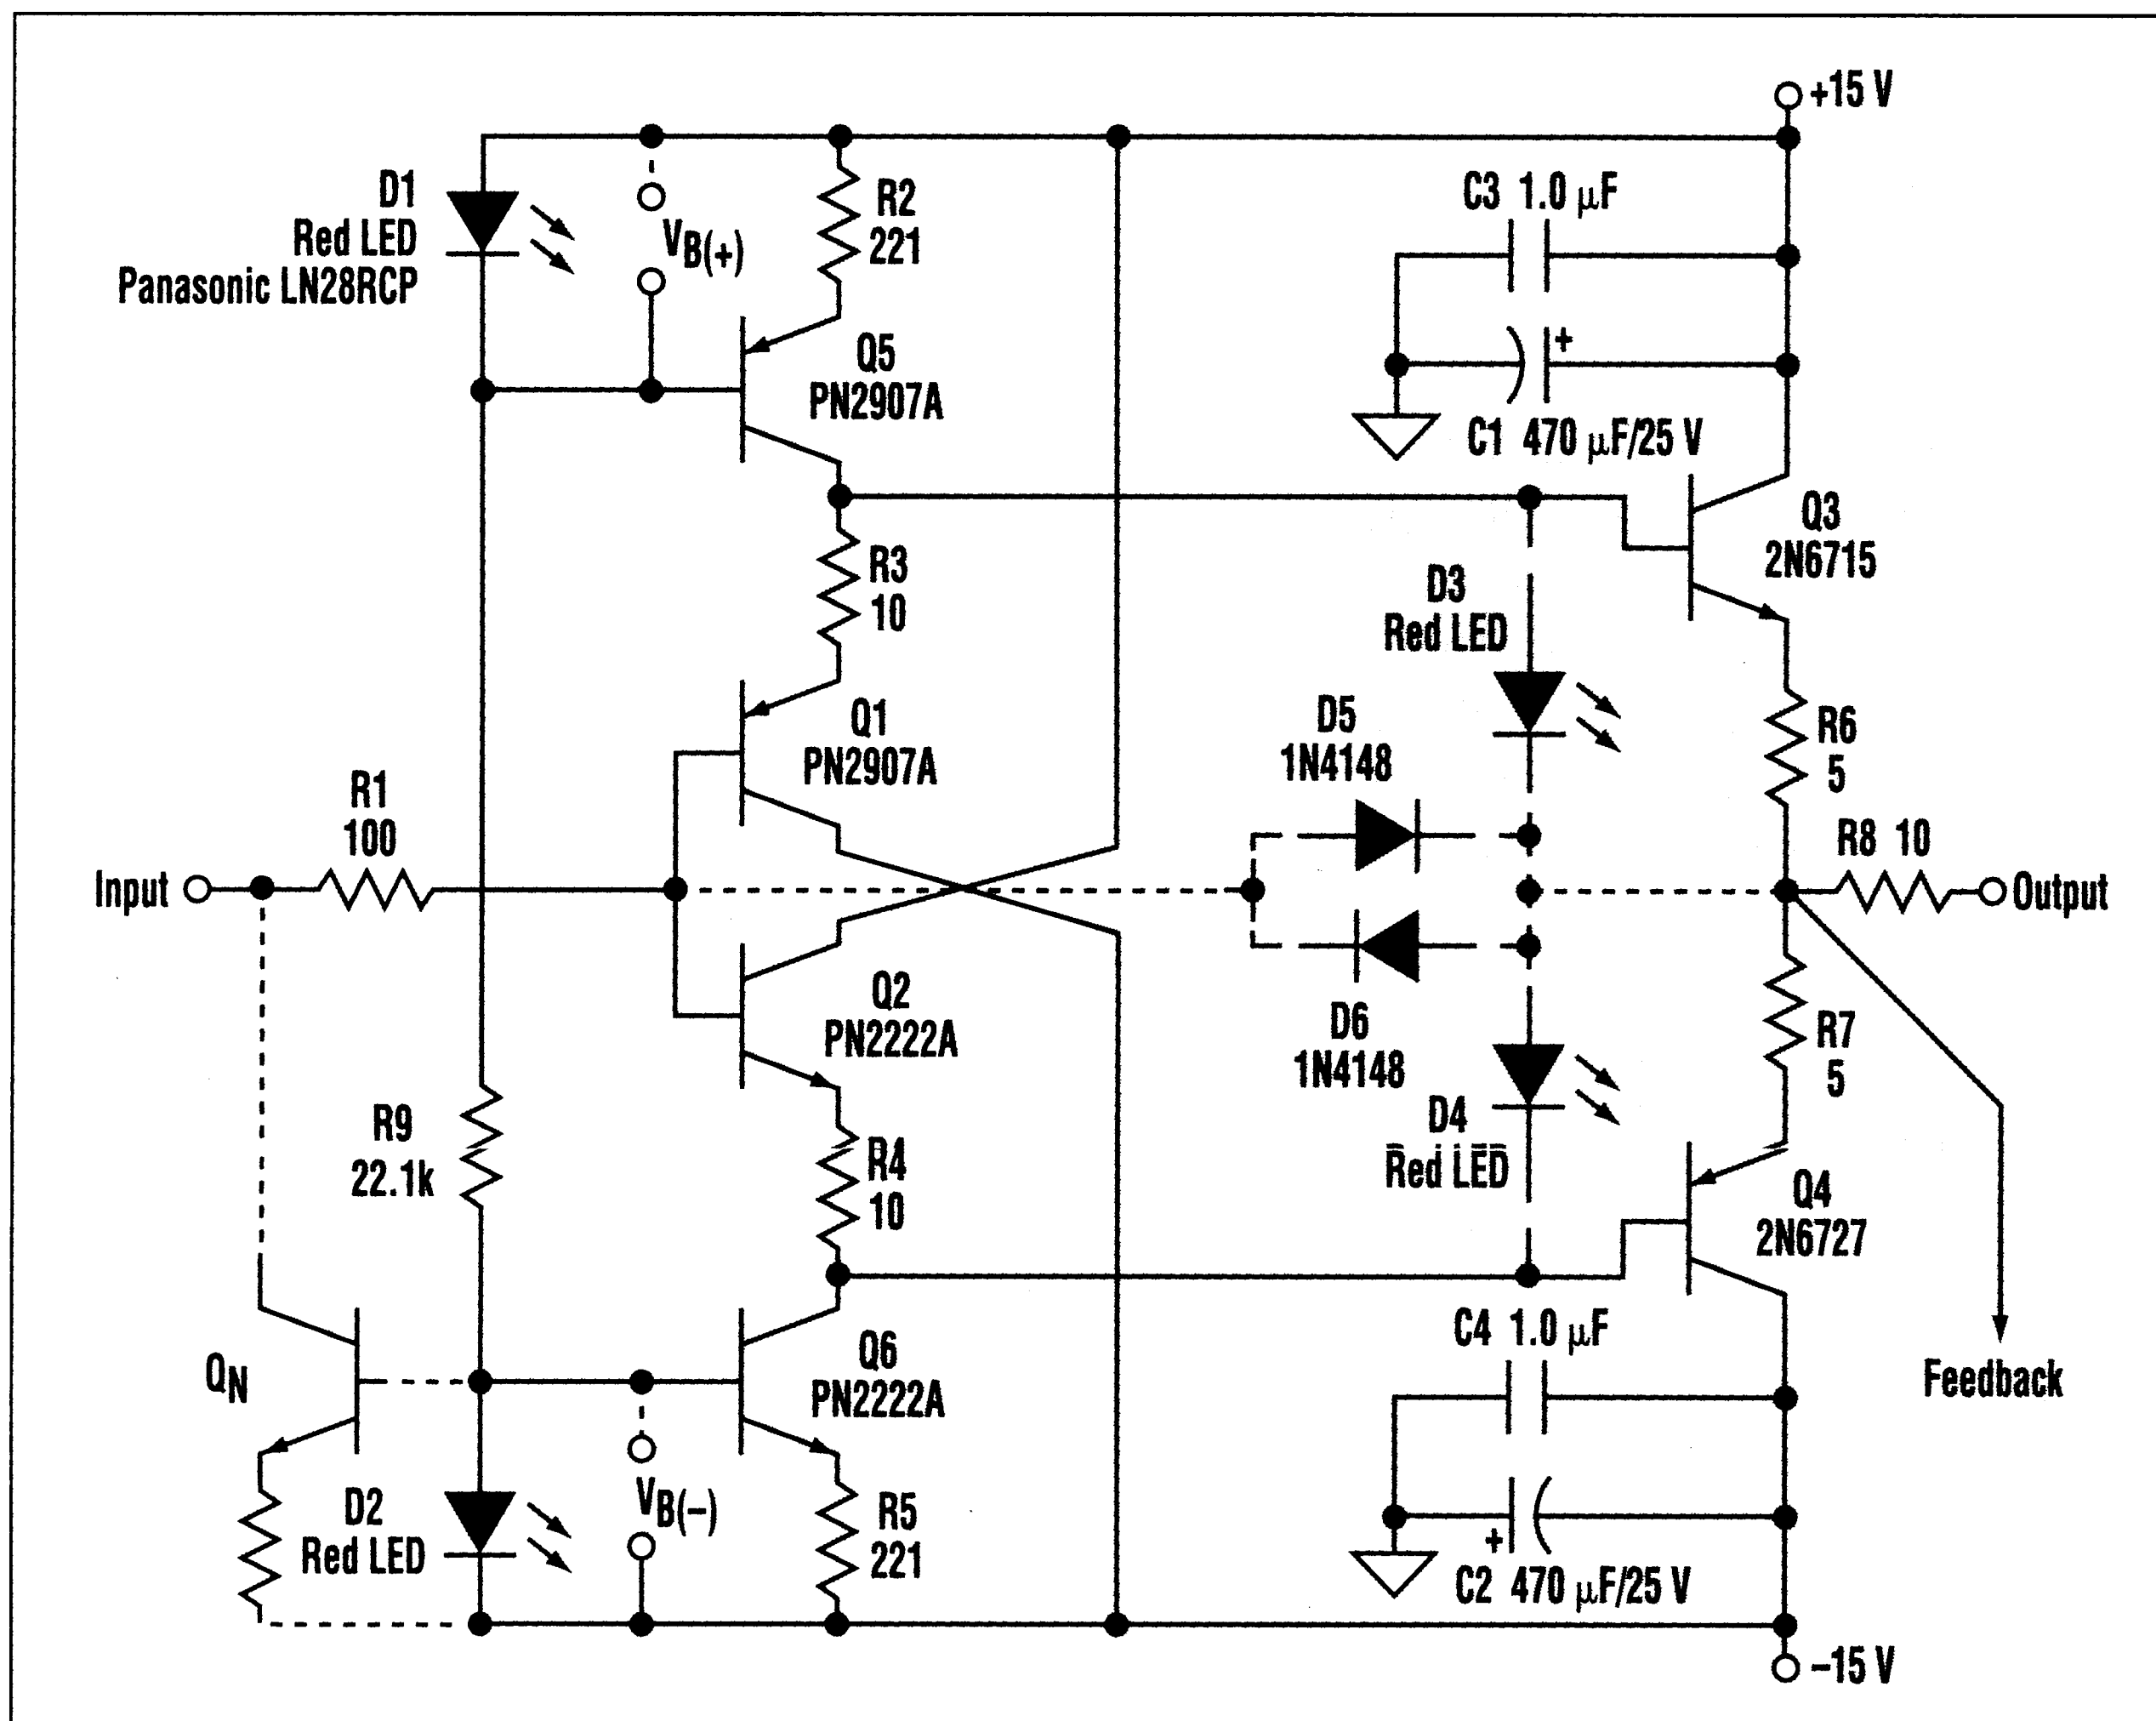 +15 V
D1
Red LED
Panasonic LN28RCP
VB(+)
R2
221
C3 1.0 μF
C1 470 μF/25 V
Q5
PN2907A
Q3
2N6715
R3
10
D3
Red LED
Q1
PN2907A
D5
1N4148
R6
5
R1
100
R8 10
Input
Output
Q2
PN2222A
D6
1N4148
R7
5
D4
Red LED
R9
22.1k
R4
10
Q4
2N6727
QN
Q6
PN2222A
C4 1.0 μF
Feedback
D2
Red LED
VB(–)
R5
221
C2 470 μF/25 V
+
+
–15 V